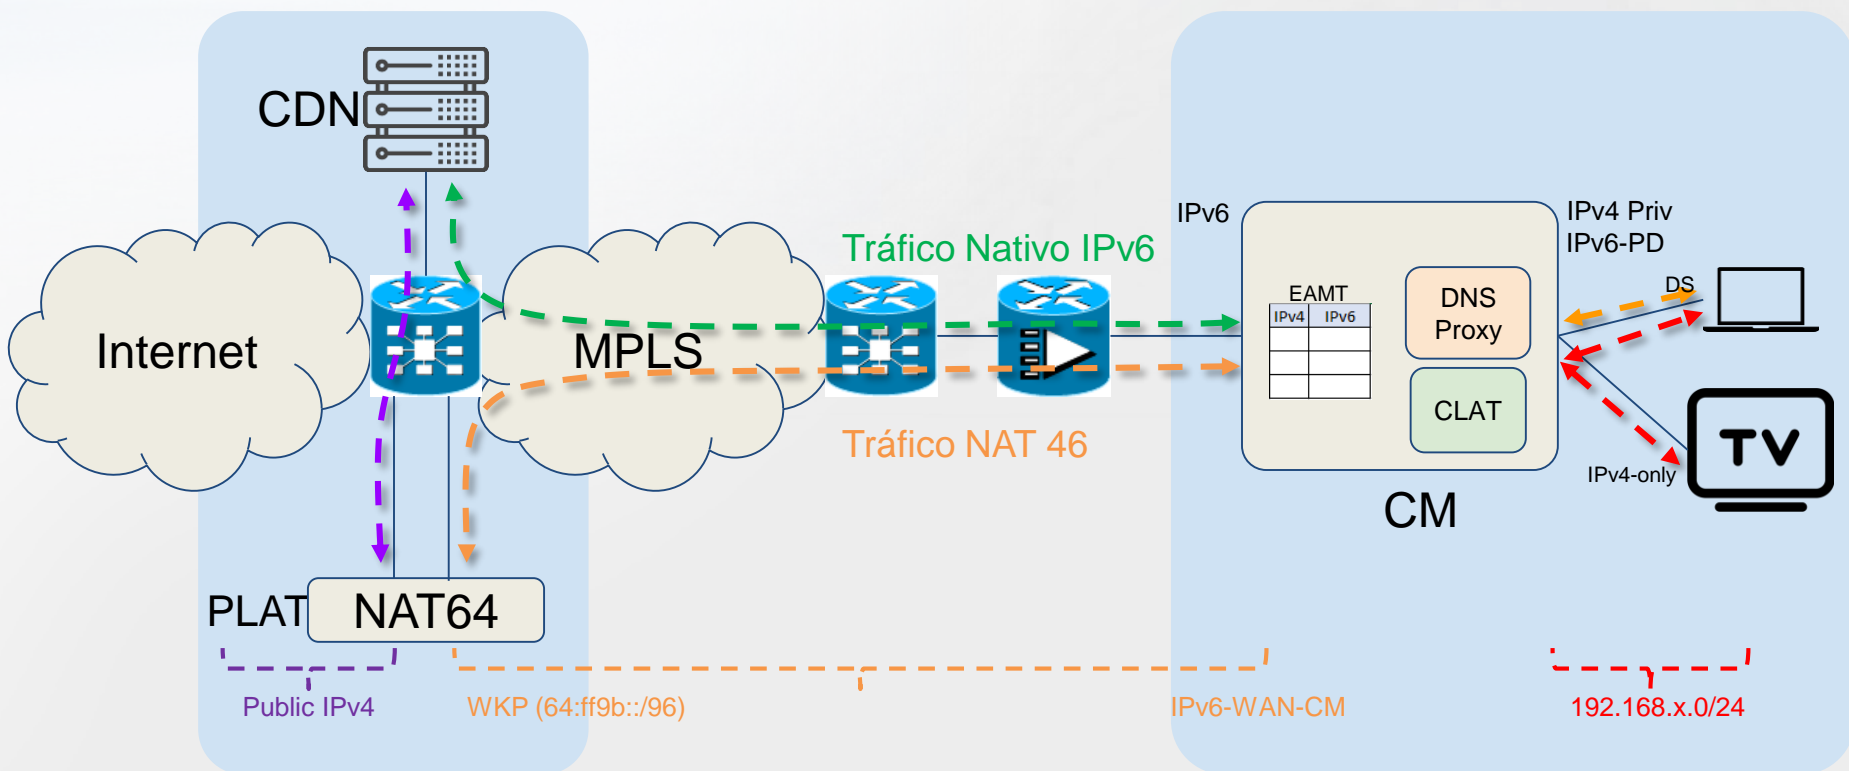 CDN
IPv6
IPv4 Priv
IPv6-PD
Tráfico Nativo IPv6
DS
EAMT
IPv4 IPv6
DNS
Proxy
Internet
MPLS
CLAT
TV
Tráfico NAT 46
IPv4-only
CM
PLAT
NAT64
Public IPv4
WKP (64:ff9b::/96)
IPv6-WAN-CM
192.168.x.0/24